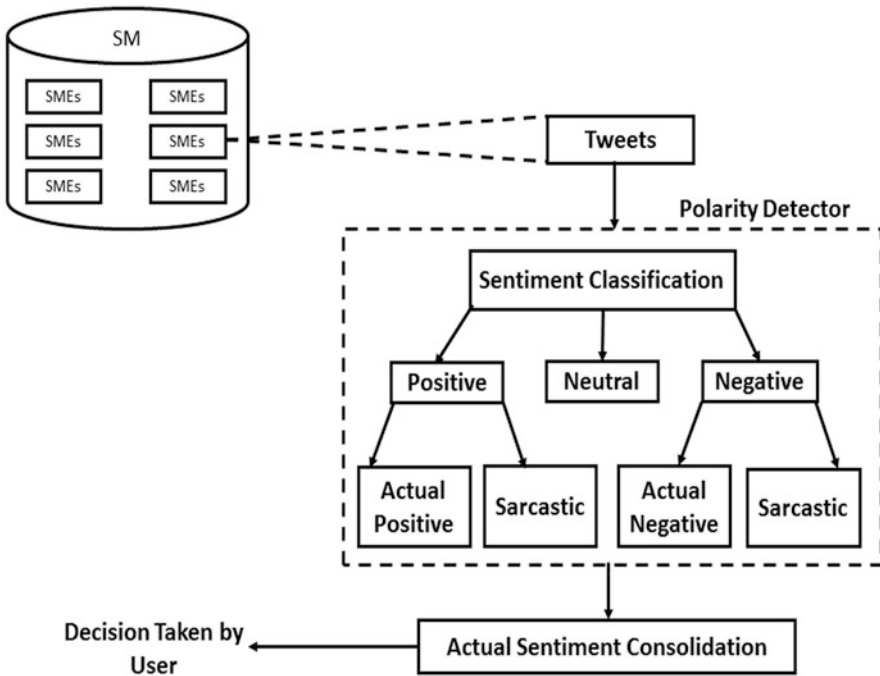 SM
SMEs
SMEs
SMEs
SMEs
SMEs
SMEs
Tweets
Polarity Detector
Sentiment Classification
Positive
Neutral
Negative
Actual
Positive
Sarcastic
Actual
Negative
Sarcastic
Actual Sentiment Consolidation
Decision Taken by
User